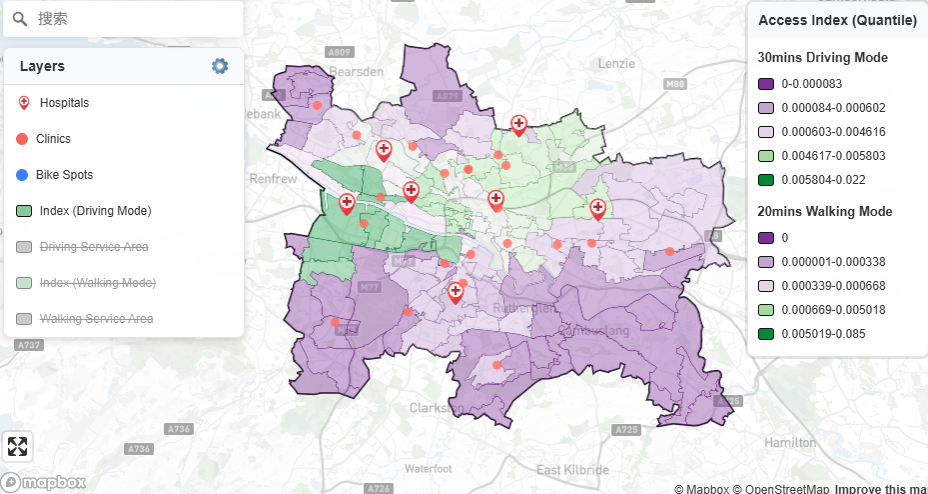 搜索
Layers
Hospitals
Clinics
Bike Spots
Index (Driving Mode)
Driving Service Area
Index (Walking Mode)
Walking Service Area
Access Index (Quantile)
30mins Driving Mode
0-0.000083
0.000084-0.000602
0.000603-0.004616
0.004617-0.005803
0.005804-0.022
20mins Walking Mode
0
0.000001-0.000338
0.000339-0.000668
0.000669-0.005018
0.005019-0.085
A809
Bearsden
Lenzie
M80
A879
Renfrew
M77
Rutherglen
Cambuslang
A737
Clarkston
A725
A736
A736
A725
Hamilton
Waterfoot
East Kilbride
A726
mapbox
© Mapbox © OpenStreetMap Improve this ma